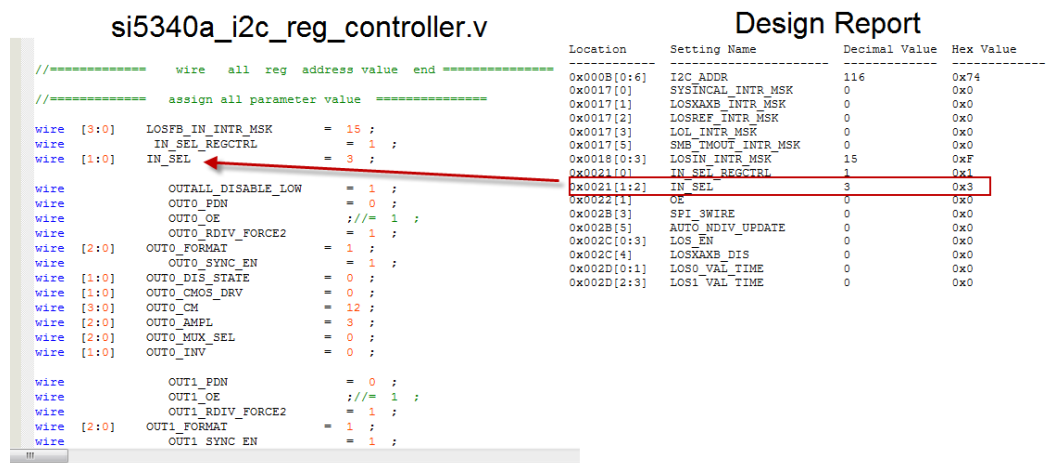 si5340a_i2c_reg_controller.v
//============= wire all reg address value end ===============
//============= assign all parameter value ===============
wire [3:0] LOSFB_IN_INTR_MSK = 15 ;
wire IN_SEL_REGCTRL = 1 ;
wire [1:0] IN_SEL = 3 ;
wire OUTALL_DISABLE_LOW = 1 ;
wire OUT0_PDN = 0 ;
wire OUT0_OE ;//= 1 ;
wire OUT0_RDIV_FORCE2 = 1 ;
wire [2:0] OUT0_FORMAT = 1 ;
wire OUT0_SYNC_EN = 1 ;
wire [1:0] OUT0_DIS_STATE = 0 ;
wire [1:0] OUT0_CMOS_DRV = 0 ;
wire [3:0] OUT0_CM = 12 ;
wire [2:0] OUT0_AMPL = 3 ;
wire [2:0] OUT0_MUX_SEL = 0 ;
wire [1:0] OUT0_INV = 0 ;
wire OUT1_PDN = 0 ;
wire OUT1_OE ;//= 1 ;
wire OUT1_RDIV_FORCE2 = 1 ;
wire [2:0] OUT1_FORMAT = 1 ;
wire OUT1_SYNC_EN = 1 ;
Design Report
Location Setting Name Decimal Value Hex Value
------------ --------------------- ------------- -------------
0x000B[0:6] I2C_ADDR 116 0x74
0x0017[0] SYSINCAL_INTR_MSK 0 0x0
0x0017[1] LOSXAXB_INTR_MSK 0 0x0
0x0017[2] LOSREF_INTR_MSK 0 0x0
0x0017[3] LOL_INTR_MSK 0 0x0
0x0017[5] SMB_TMOUT_INTR_MSK 0 0x0
0x0018[0:3] LOSIN_INTR_MSK 15 0xF
0x0021[0] IN_SEL_REGCTRL 1 0x1
0x0021[1:2] IN_SEL 3 0x3
0x0022[1] OE 0 0x0
0x002B[3] SPI_3WIRE 0 0x0
0x002B[5] AUTO_NDIV_UPDATE 0 0x0
0x002C[0:3] LOS_EN 0 0x0
0x002C[4] LOSXAXB_DIS 0 0x0
0x002D[0:1] LOS0_VAL_TIME 0 0x0
0x002D[2:3] LOS1_VAL_TIME 0 0x0